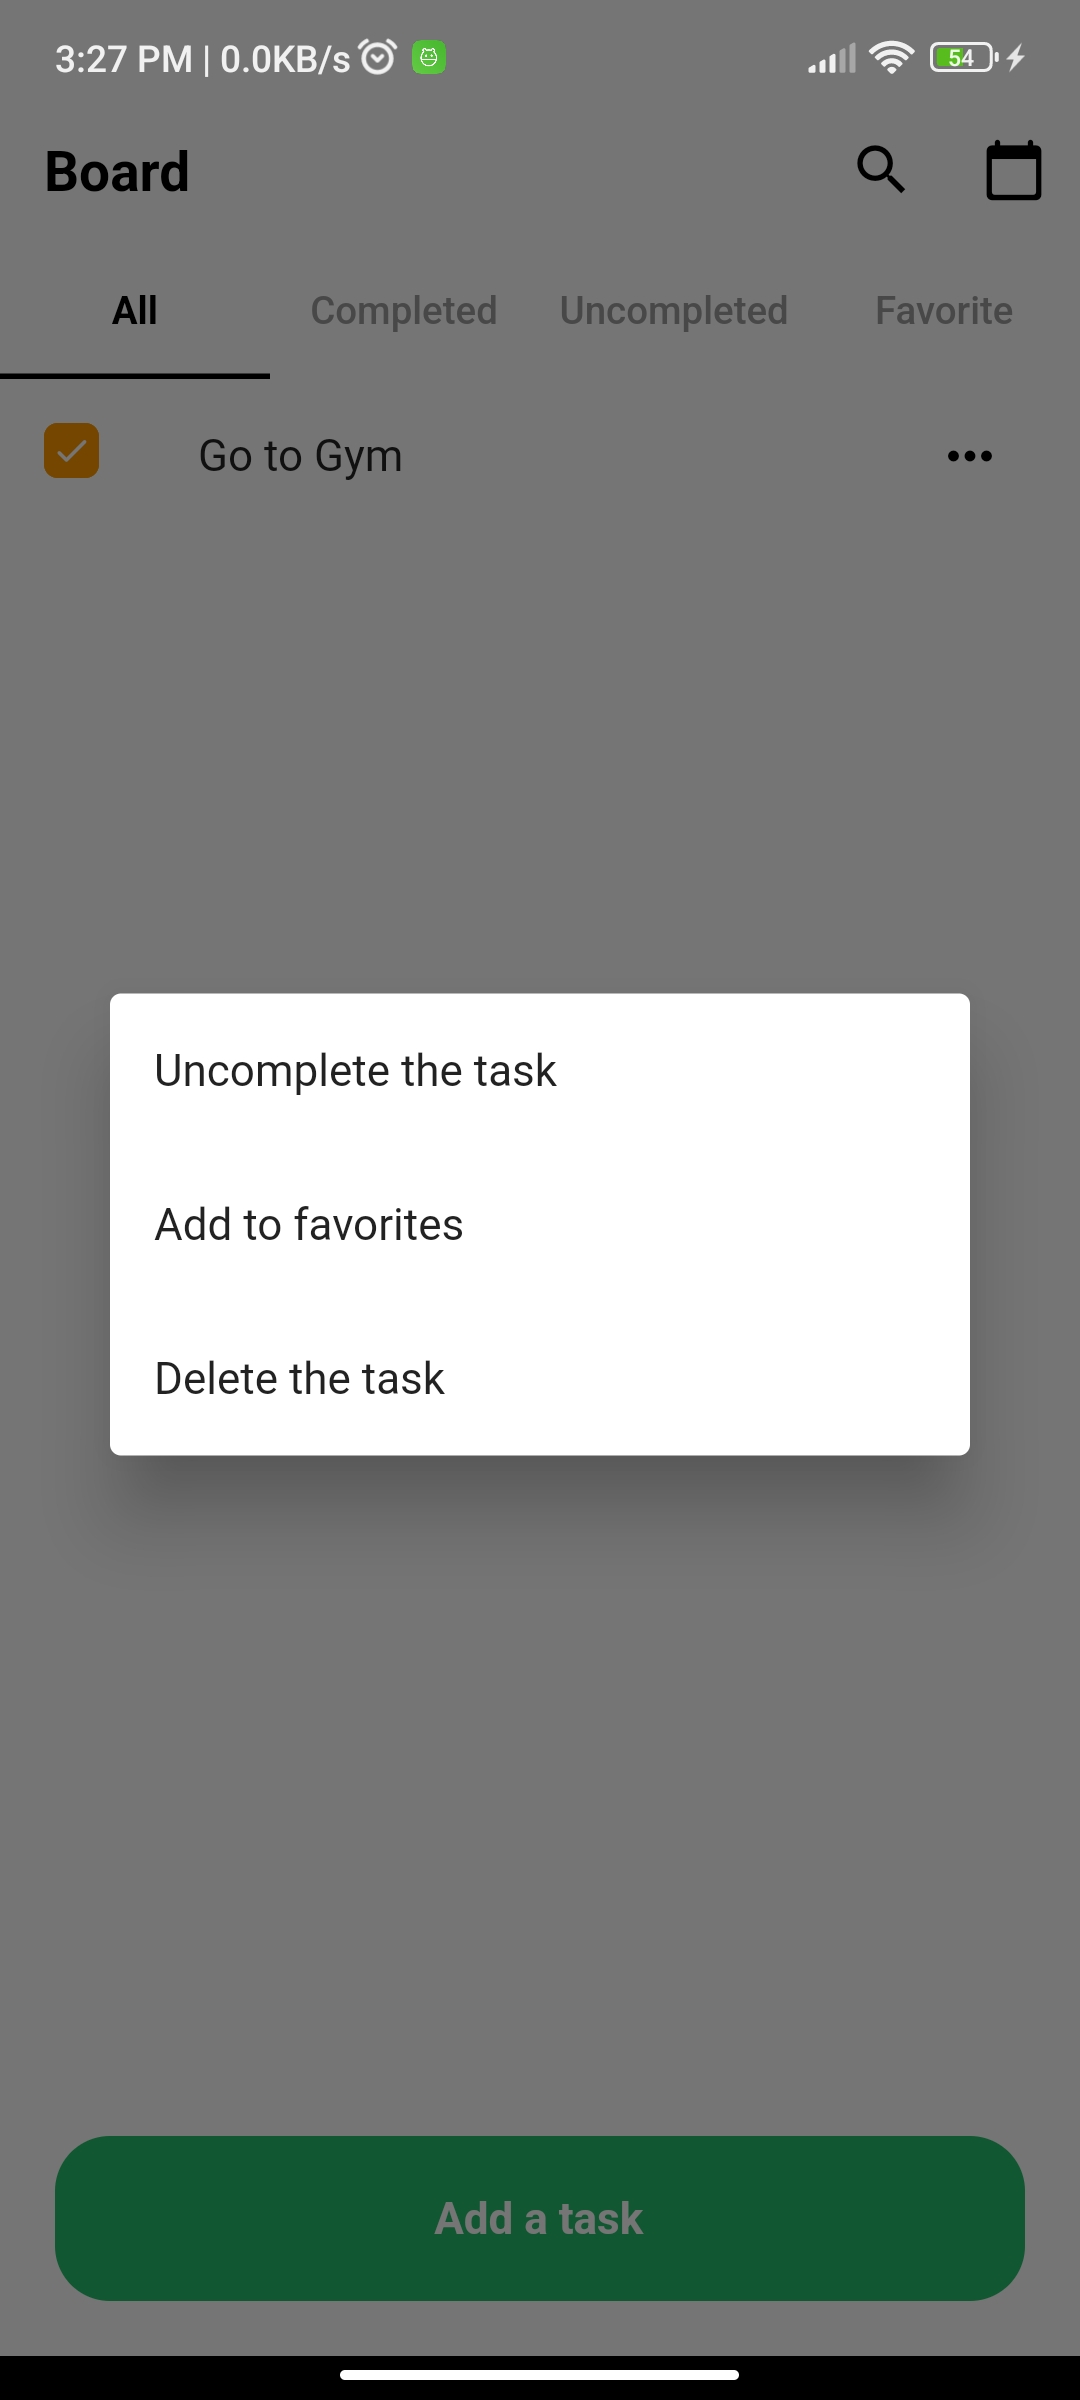 3:27 PM | 0.0KB/s 54
Board
All Completed Uncompleted Favorite
Go to Gym
Uncomplete the task
Add to favorites
Delete the task
Add a task